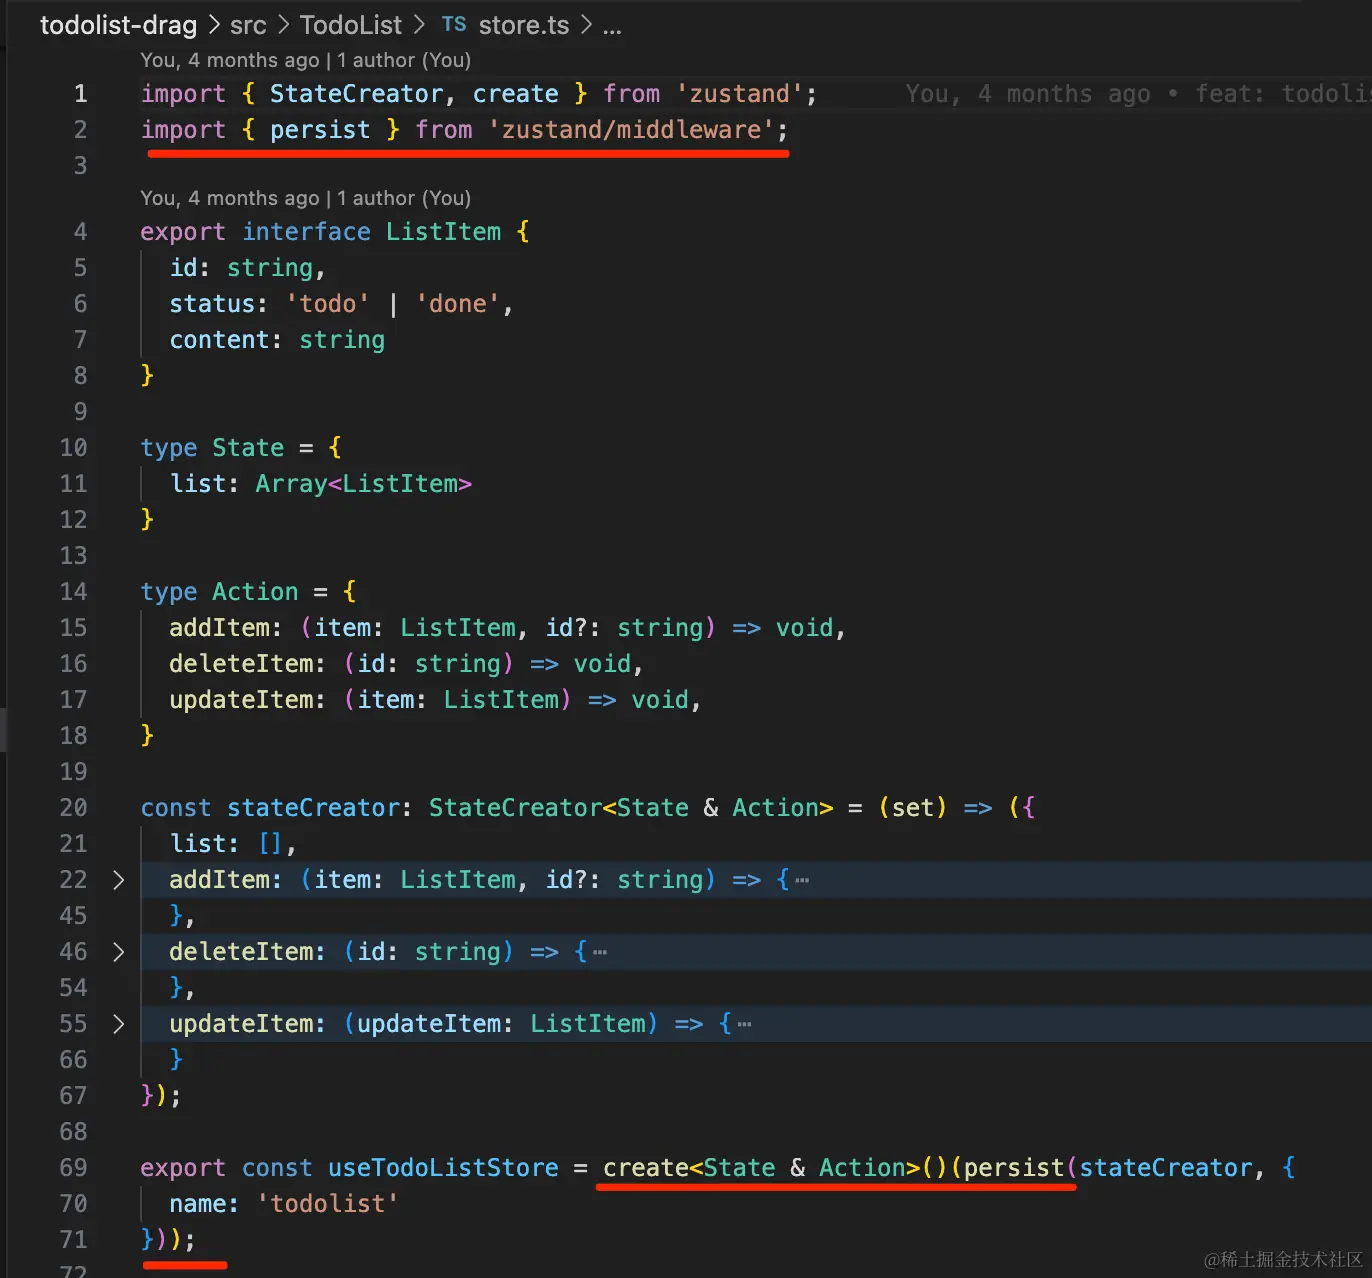 todolist-drag > src > TodoList > TS store.ts > ...
You, 4 months ago | 1 author (You)
1 import { StateCreator, create } from 'zustand'; You, 4 months ago • feat: todolis
2 import { persist } from 'zustand/middleware';
3
You, 4 months ago | 1 author (You)
4 export interface ListItem {
5 id: string,
6 status: 'todo' | 'done',
7 content: string
8 }
9
10 type State = {
11 list: Array<ListItem>
12 }
13
14 type Action = {
15 addItem: (item: ListItem, id?: string) => void,
16 deleteItem: (id: string) => void,
17 updateItem: (item: ListItem) => void,
18 }
19
20 const stateCreator: StateCreator<State & Action> = (set) => ({
21 list: [],
22 > addItem: (item: ListItem, id?: string) => {⋯
45 },
46 > deleteItem: (id: string) => {⋯
54 },
55 > updateItem: (updateItem: ListItem) => {⋯
66 }
67 });
68
69 export const useTodoListStore = create<State & Action>()(persist(stateCreator, {
70 name: 'todolist'
71 }));
72
@稀土掘金技术社区